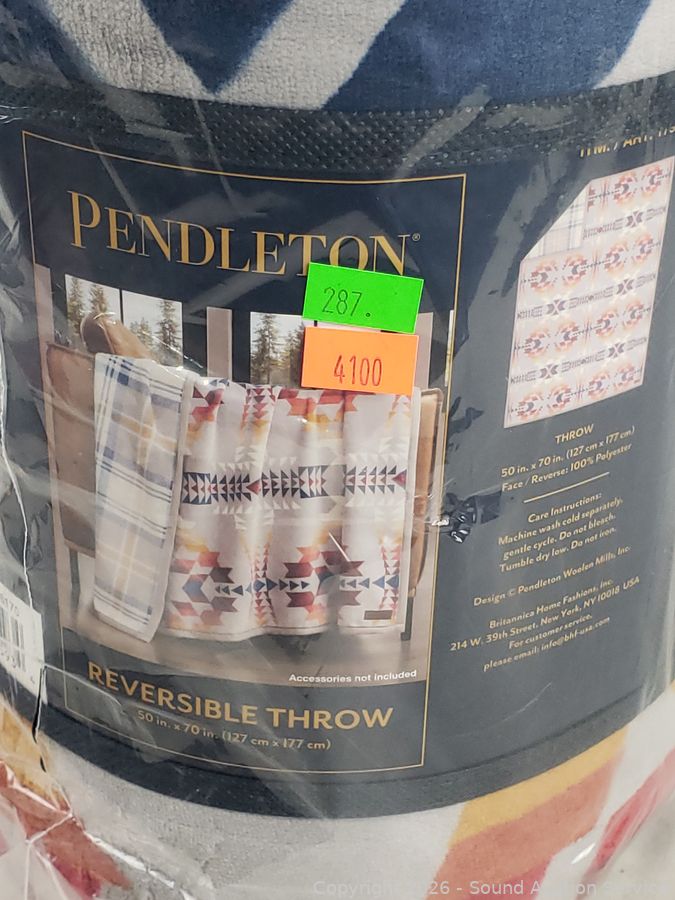 PENDLETON®
287.
4100
Accessories not included
REVERSIBLE THROW
50 in. x 70 in. (127 cm x 177 cm)
THROW
50 in. x 70 in. (127 cm x 177 cm)
Face / Reverse: 100% Polyester
Care Instructions:
Machine wash cold separately,
gentle cycle. Do not bleach.
Tumble dry low. Do not iron.
Design © Pendleton Woolen Mills, Inc.
Britannica Home Fashions, Inc.
214 W. 39th Street, New York, NY 10018 USA
For customer service,
please email: info@bhf-usa.com
Sound Auction Service